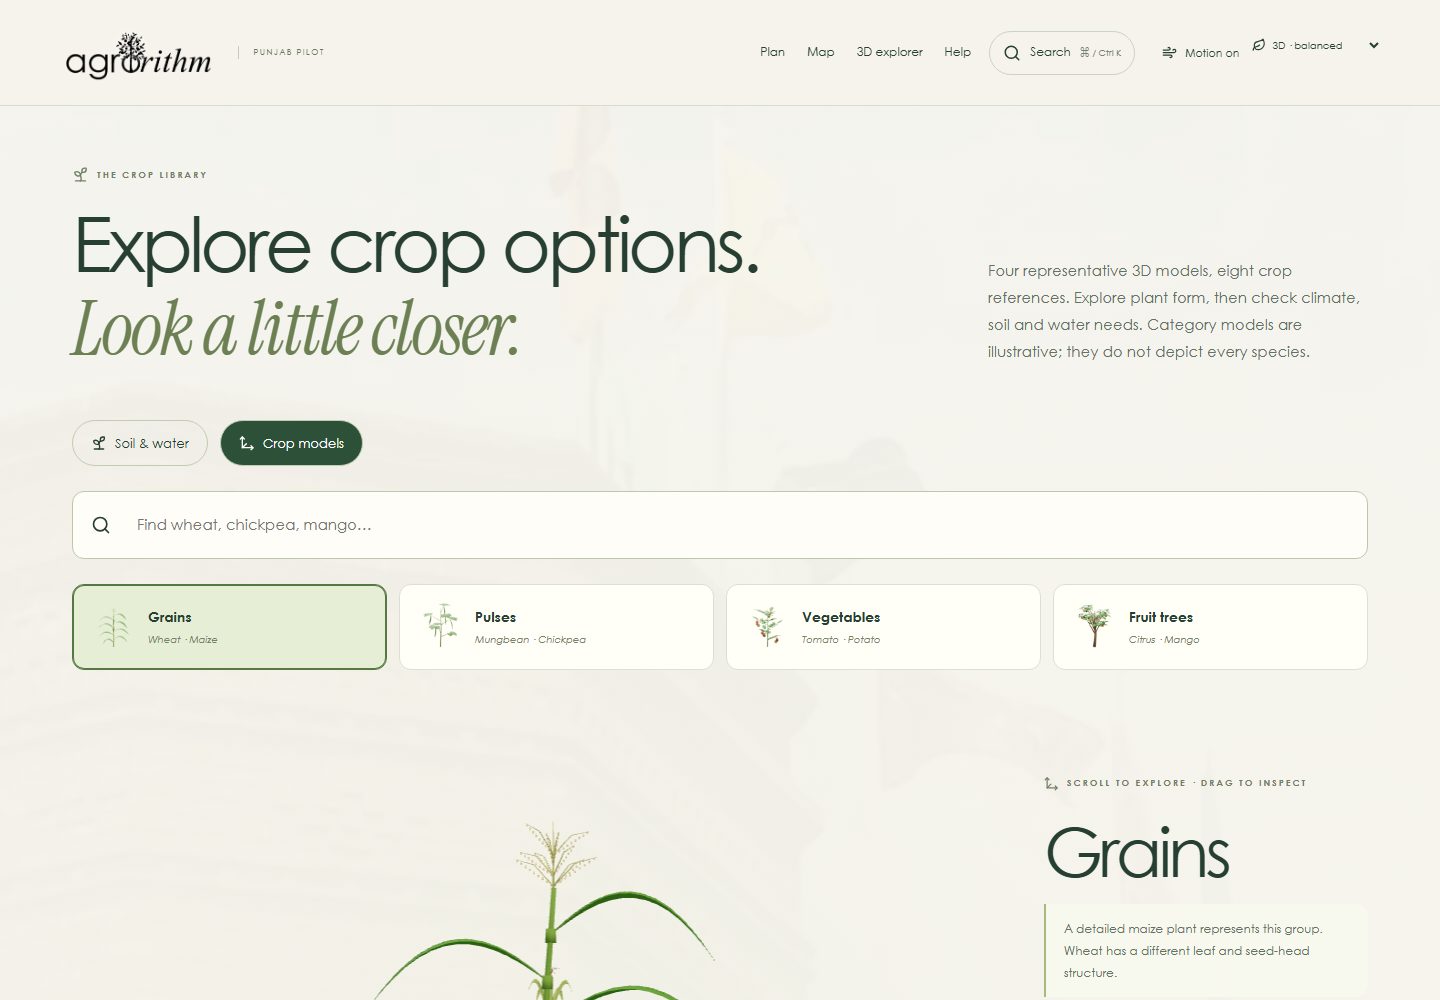 agrorithm
PUNJAB PILOT
Plan
Map
3D explorer
Help
Search ⌘ / Ctrl K
Motion on
3D · balanced
THE CROP LIBRARY
Explore crop options.
Look a little closer.
Four representative 3D models, eight crop
references. Explore plant form, then check climate,
soil and water needs. Category models are
illustrative; they do not depict every species.
Soil & water
Crop models
Find wheat, chickpea, mango...
Grains
Wheat · Maize
Pulses
Mungbean · Chickpea
Vegetables
Tomato · Potato
Fruit trees
Citrus · Mango
SCROLL TO EXPLORE · DRAG TO INSPECT
Grains
A detailed maize plant represents this group.
Wheat has a different leaf and seed-head
structure.